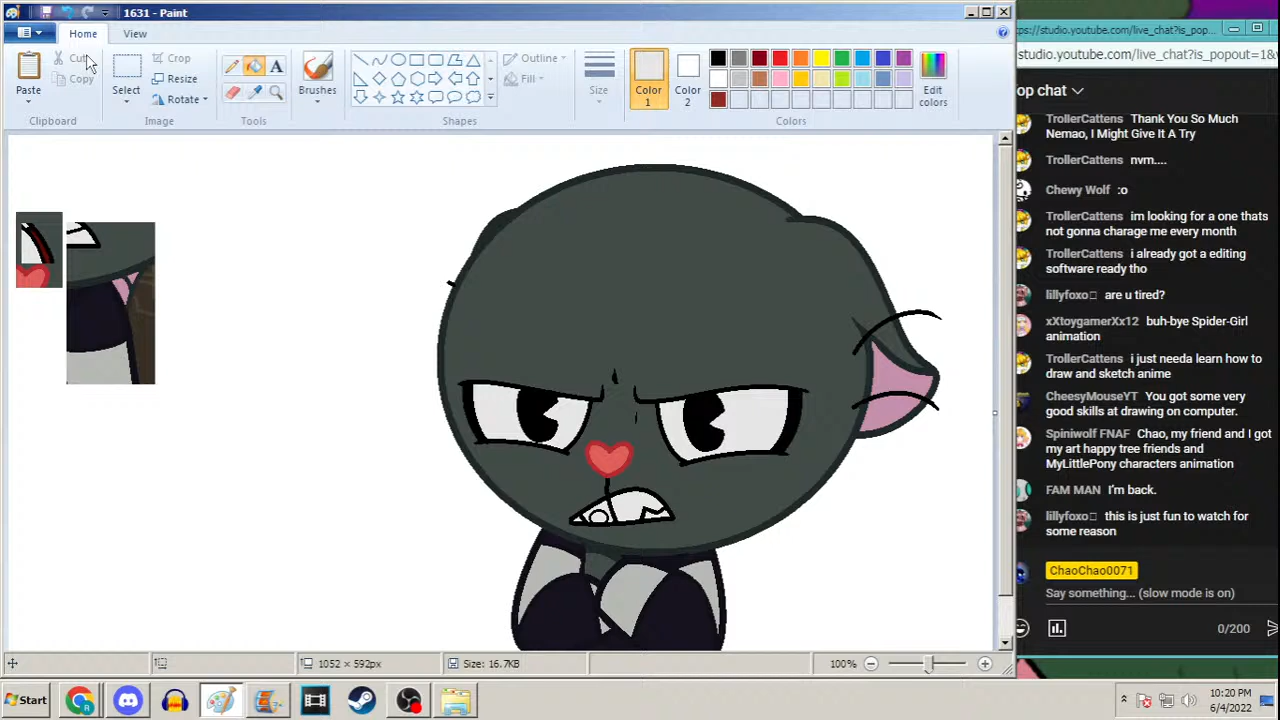 1631 - Paint
Home
View
Paste
Cut
Copy
Clipboard
Select
Crop
Resize
Rotate
Image
Tools
Brushes
Shapes
Outline
Fill
Size
Color
1
Color
2
Edit
colors
Colors
1052 × 592px
Size: 16.7KB
100%
https://studio.youtube.com/live_chat?is_pop...
studio.youtube.com/live_chat?is_popout=1&
op chat
TrollerCattens Thank You So Much
Nemao, I Might Give It A Try
TrollerCattens nvm....
Chewy Wolf :o
TrollerCattens im looking for a one thats
not gonna charage me every month
TrollerCattens i already got a editing
software ready tho
lillyfoxo are u tired?
xXtoygamerXx12 buh-bye Spider-Girl
animation
TrollerCattens i just needa learn how to
draw and sketch anime
CheesyMouseYT You got some very
good skills at drawing on computer.
Spiniwolf FNAF Chao, my friend and I got
my art happy tree friends and
MyLittlePony characters animation
FAM MAN I'm back.
lillyfoxo this is just fun to watch for
some reason
ChaoChao0071
Say something... (slow mode is on)
0/200
Start
10:20 PM
6/4/2022